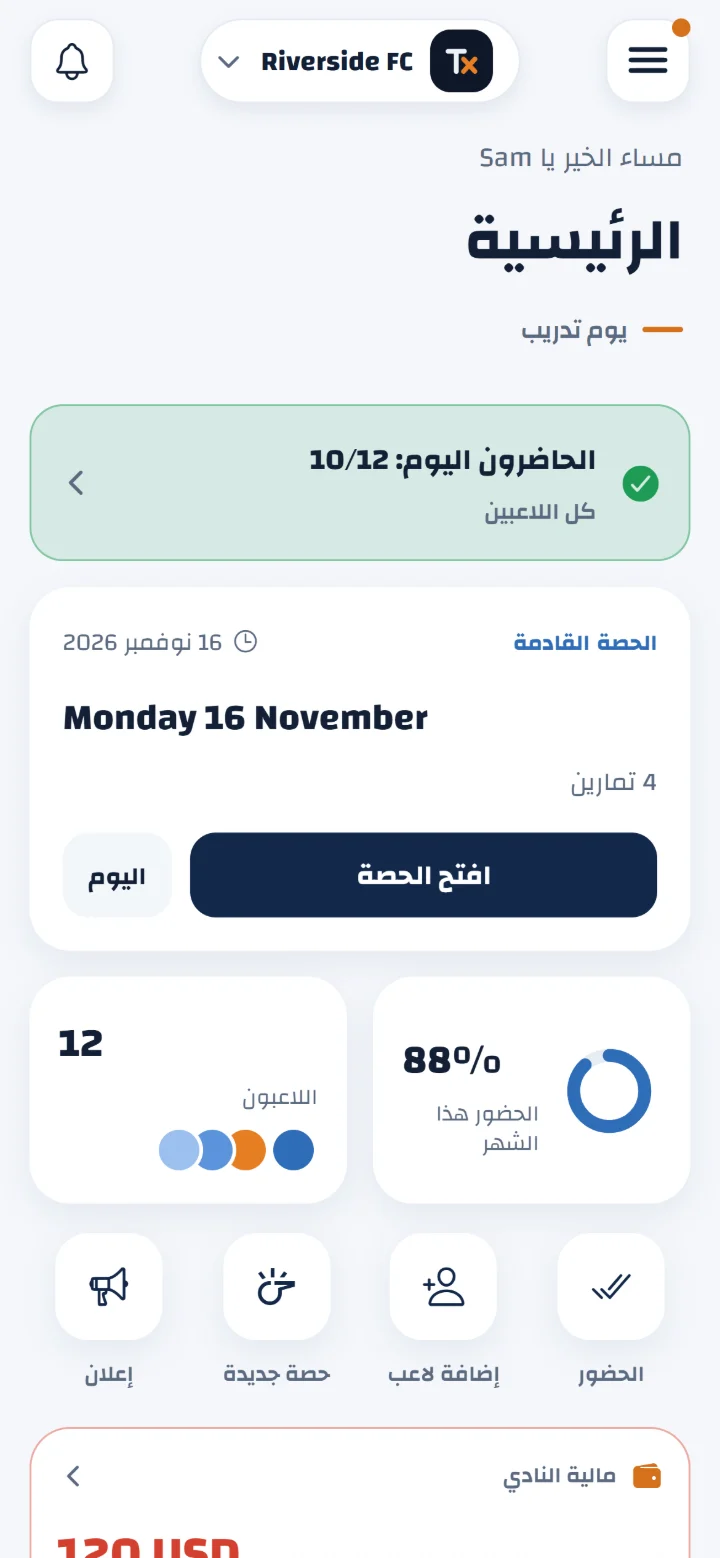 Riverside FC
Tx
مساء الخير يا Sam
الرئيسية
يوم تدريب
الحاضرون اليوم: 10/12
كل اللاعبين
الحصة القادمة
16 نوفمبر 2026
Monday 16 November
4 تمارين
افتح الحصة
اليوم
88%
الحضور هذا
الشهر
12
اللاعبون
الحضور
إضافة لاعب
حصة جديدة
إعلان
مالية النادي
120 USD